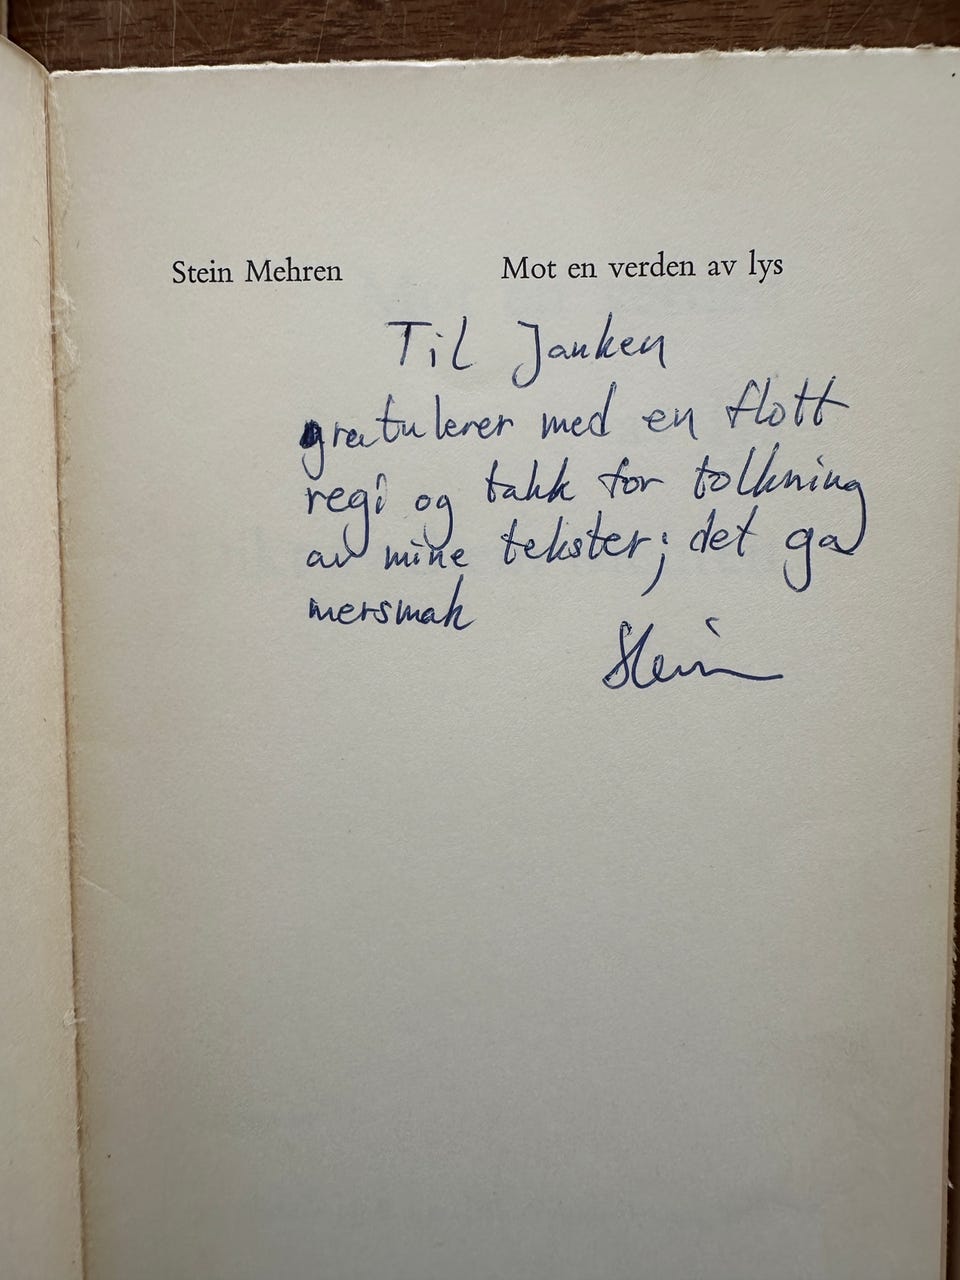 Stein Mehren Mot en verden av lys
Til Janken
gratulerer med en flott
regi og takk for tolkning
av mine tekster; det ga
mersmak
Stein